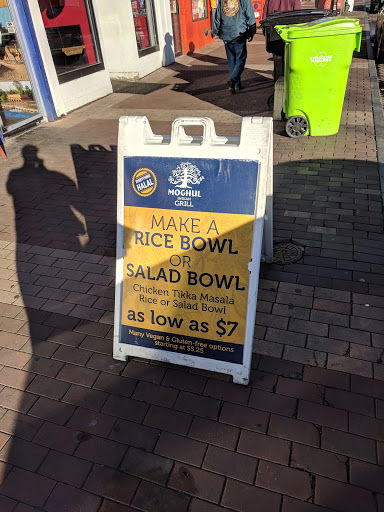 HALAL
MOGHUL
INDIAN
GRILL
MAKE A
RICE BOWL
OR
SALAD BOWL
Chicken Tikka Masala
Rice or Salad Bowl
as low as $7
Many Vegan & Gluten-free options
starting at $5.25